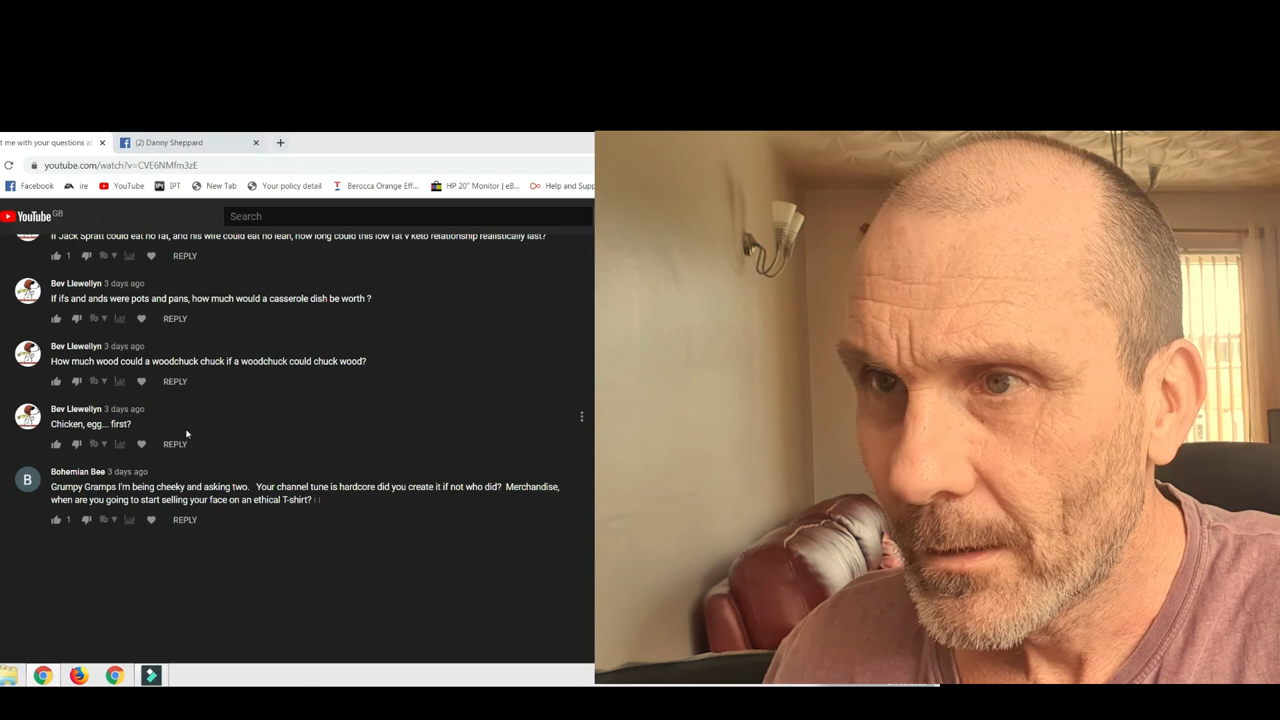 t me with your questions a
(2) Danny Sheppard
youtube.com/watch?v=CVE6NMfm3zE
Facebook ire YouTube IPT New Tab Your policy detail Berocca Orange Eff... HP 20" Monitor | eB... Help and Supp
YouTube GB Search
If Jack Spratt could eat no fat, and his wife could eat no lean, how long could this low fat v keto relationship realistically last?
1 REPLY
Bev Llewellyn 3 days ago
If ifs and ands were pots and pans, how much would a casserole dish be worth ?
REPLY
Bev Llewellyn 3 days ago
How much wood could a woodchuck chuck if a woodchuck could chuck wood?
REPLY
Bev Llewellyn 3 days ago
Chicken, egg... first?
REPLY
B
Bohemian Bee 3 days ago
Grumpy Gramps I'm being cheeky and asking two. Your channel tune is hardcore did you create it if not who did? Merchandise,
when are you going to start selling your face on an ethical T-shirt?
1 REPLY